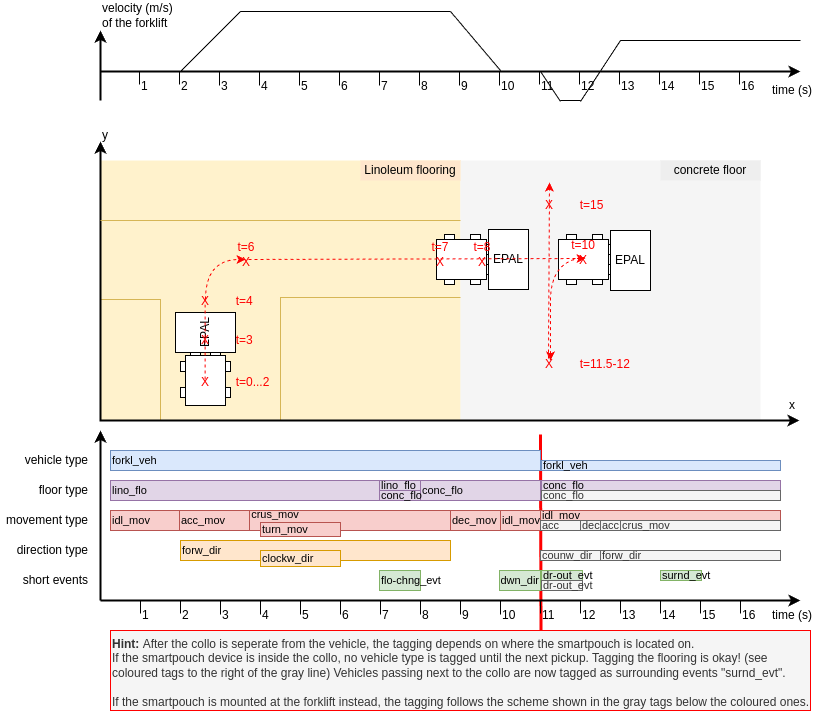 velocity (m/s)
of the forklift
1 2 3 4 5 6 7 8 9 10 11 12 13 14 15 16
time (s)
y
Linoleum flooring
concrete floor
t=15
t=6 t=7 t=8 t=10
EPAL EPAL
t=4
EPAL
t=3
t=11.5-12
t=0...2
x
vehicle type forkl_veh forkl_veh
floor type inlo_flo lino_flo conc_flo conc_flo conc_flo conc_flo
movement type idl_mov acc_mov crus_mov turn_mov dec_mov idl_mov idl_mov acc dec acc crus_mov
direction type forw_dir clockw_dir counw_dir forw_dir
short events flo-chng_evt dwn_dir dr-out_evt dr-out_evt surnd_evt
1 2 3 4 5 6 7 8 9 10 11 12 13 14 15 16
time (s)
Hint: After the collo is seperate from the vehicle, the tagging depends on where the smartpouch is located on.
If the smartpouch device is inside the collo, no vehicle type is tagged until the next pickup. Tagging the flooring is okay! (see
coloured tags to the right of the gray line) Vehicles passing next to the collo are now tagged as surrounding events "surnd_evt".
If the smartpouch is mounted at the forklift instead, the tagging follows the scheme shown in the gray tags below the coloured ones.